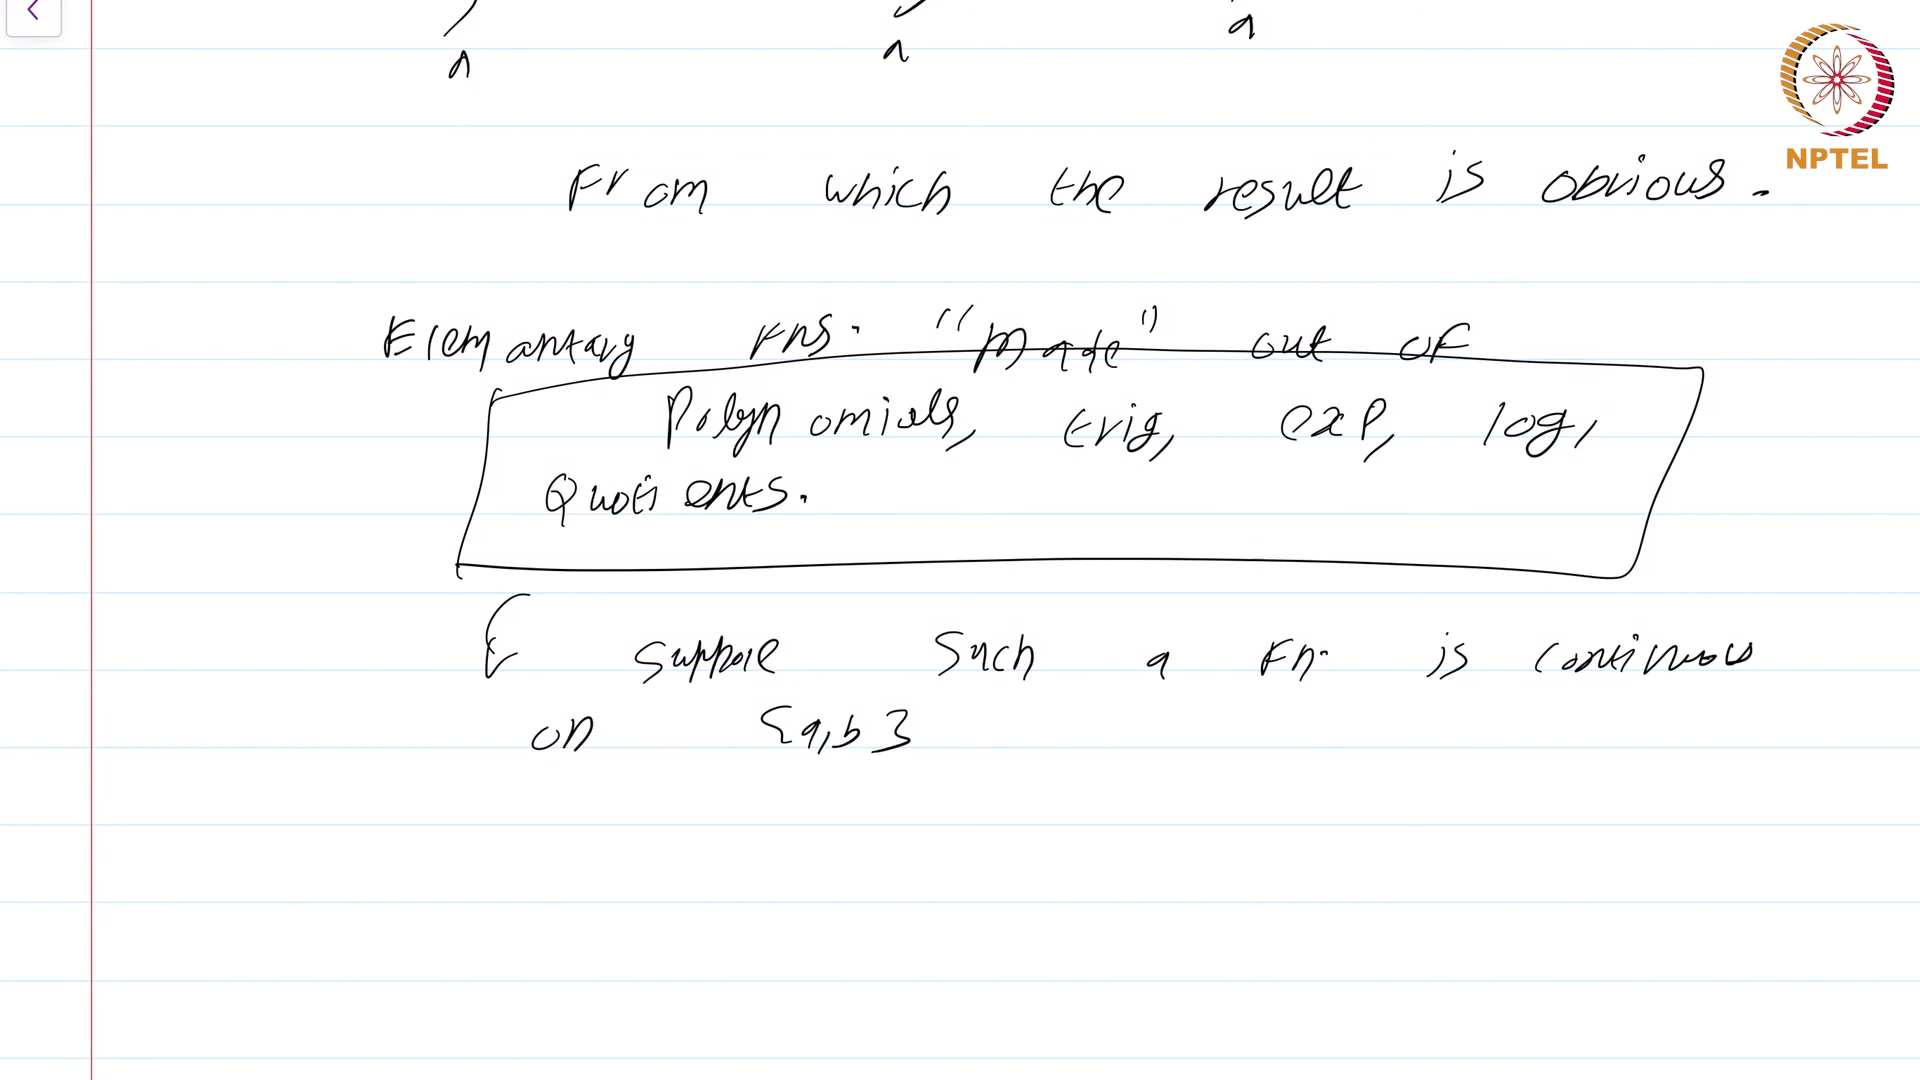 a a a
NPTEL
From which the result is obvious.
Elementary Fns. "Made" out of
Polynomials, trig, exp, log,
Quotients.
Suppose Such a Fn. is continuous
on [a,b]